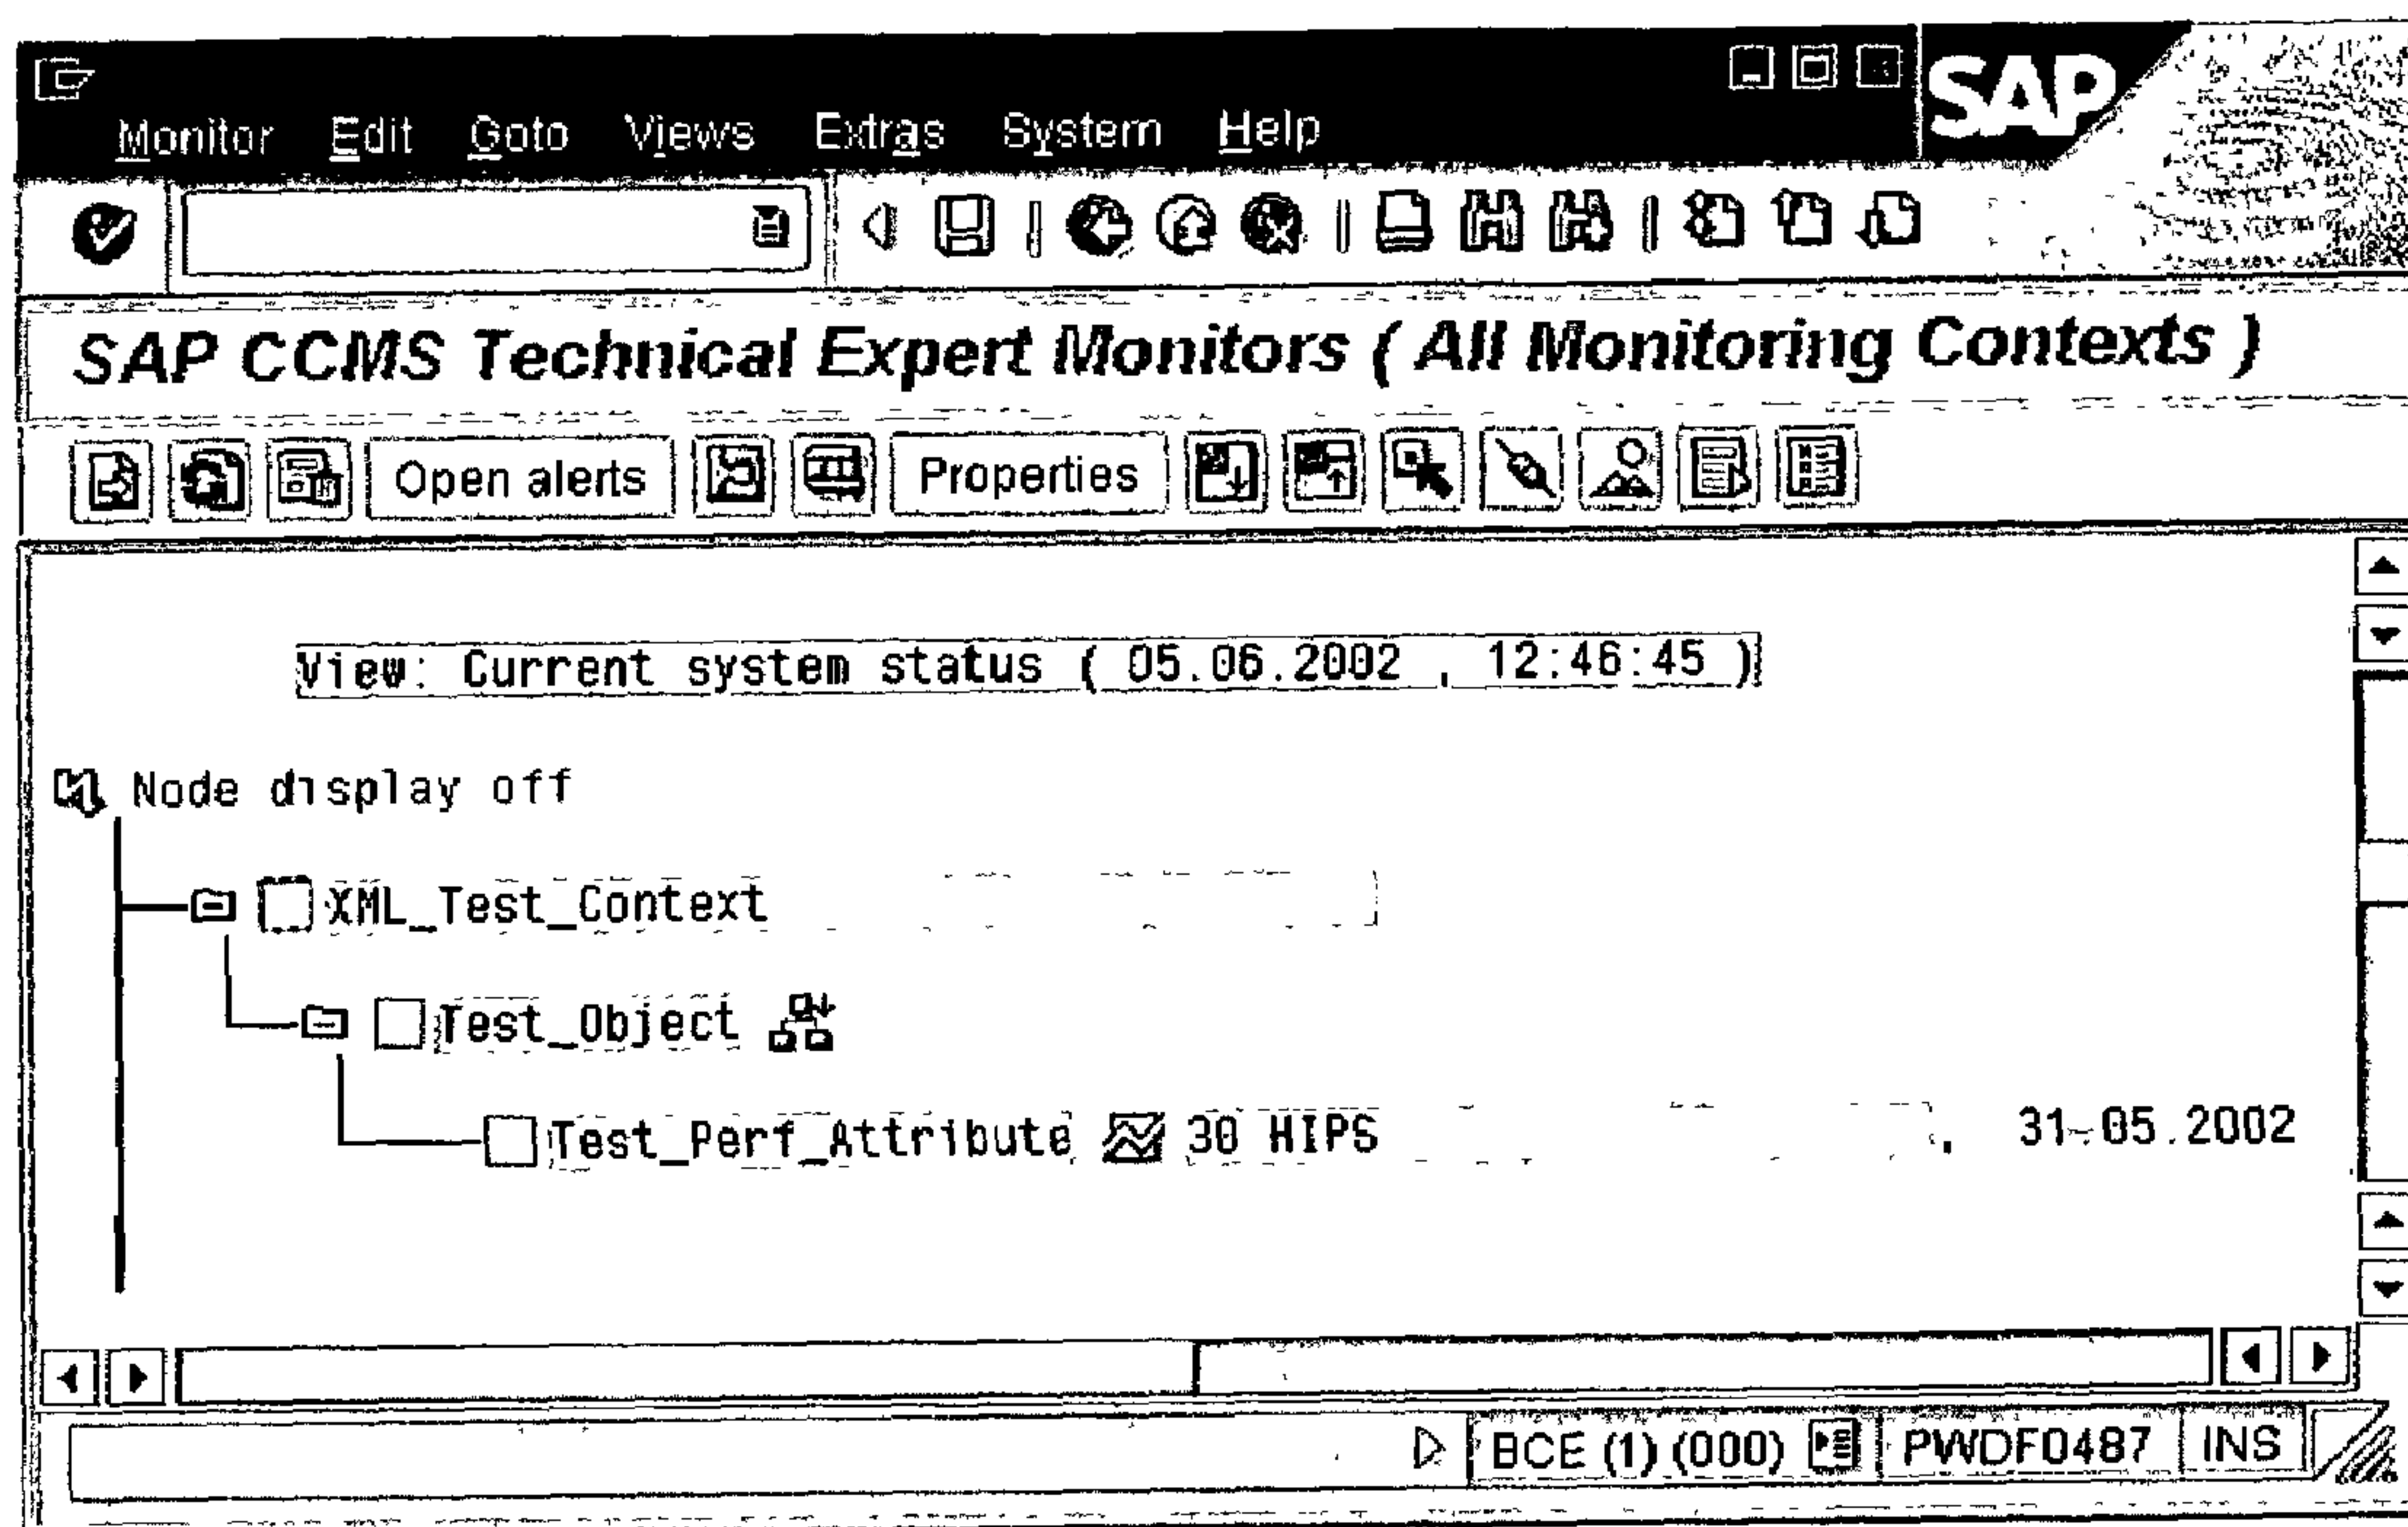 SAP
Monitor Edit Goto Views Extras System Help
SAP CCMS Technical Expert Monitors ( All Monitoring Contexts )
Open alerts Properties
View: Current system status ( 05.06.2002 , 12:46:45 )
Node display off
XML_Test_Context
Test_Object
Test_Perf_Attribute 30 HIPS , 31.05.2002
BCE (1) (000) PWDF0487 INS